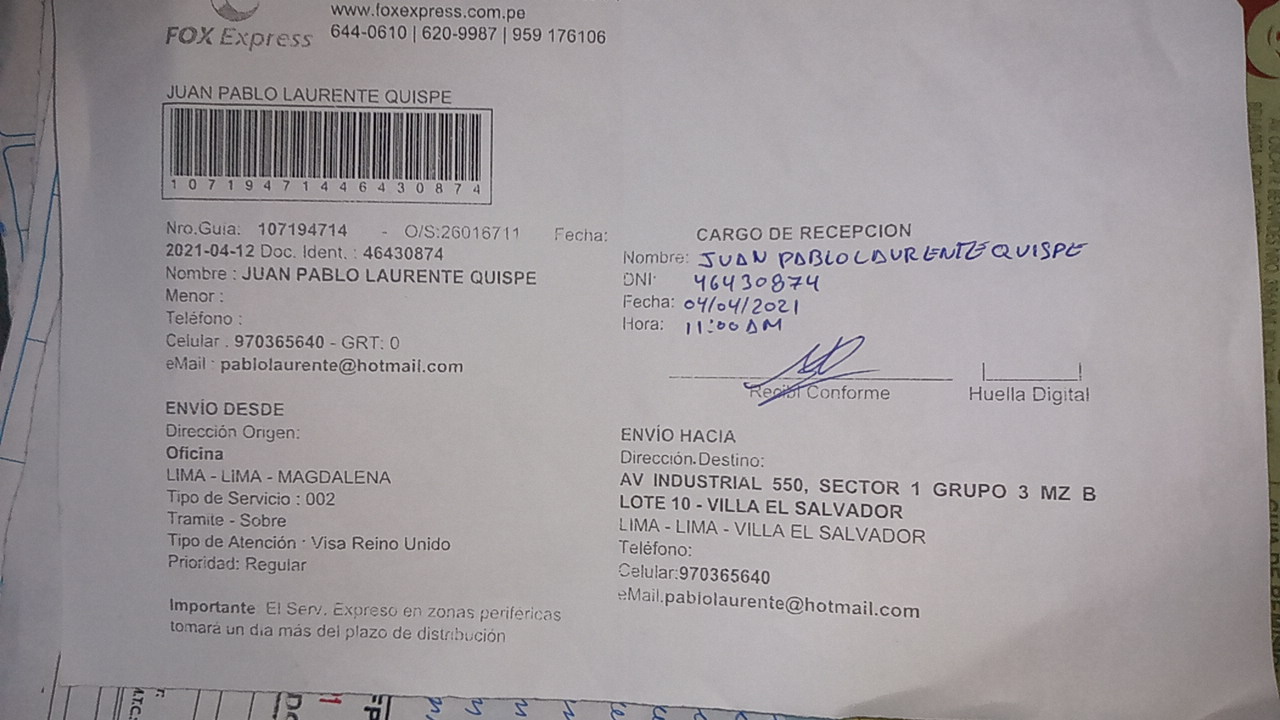 www.foxexpress.com.pe
FOX Express 644-0610 | 620-9987 | 959 176106
JUAN PABLO LAURENTE QUISPE
10719471446430874
Nro.Guía: 107194714 - O/S:26016711 Fecha:
2021-04-12 Doc. Ident. : 46430874
Nombre : JUAN PABLO LAURENTE QUISPE
Menor :
Teléfono :
Celular . 970365640 - GRT: 0
eMail : pablolaurente@hotmail.com
CARGO DE RECEPCION
Nombre: JUAN PABLO LAURENTE QUISPE
DNI: 46430874
Fecha: 04/04/2021
Hora: 11:00 AM
Recibí Conforme
Huella Digital
ENVÍO DESDE
Dirección Origen:
Oficina
LIMA - LIMA - MAGDALENA
Tipo de Servicio : 002
Tramite - Sobre
Tipo de Atención : Visa Reino Unido
Prioridad: Regular
ENVÍO HACIA
Dirección Destino:
AV INDUSTRIAL 550, SECTOR 1 GRUPO 3 MZ B
LOTE 10 - VILLA EL SALVADOR
LIMA - LIMA - VILLA EL SALVADOR
Teléfono:
Celular:970365640
eMail.pablolaurente@hotmail.com
Importante El Serv. Expreso en zonas periféricas
tomará un día más del plazo de distribución